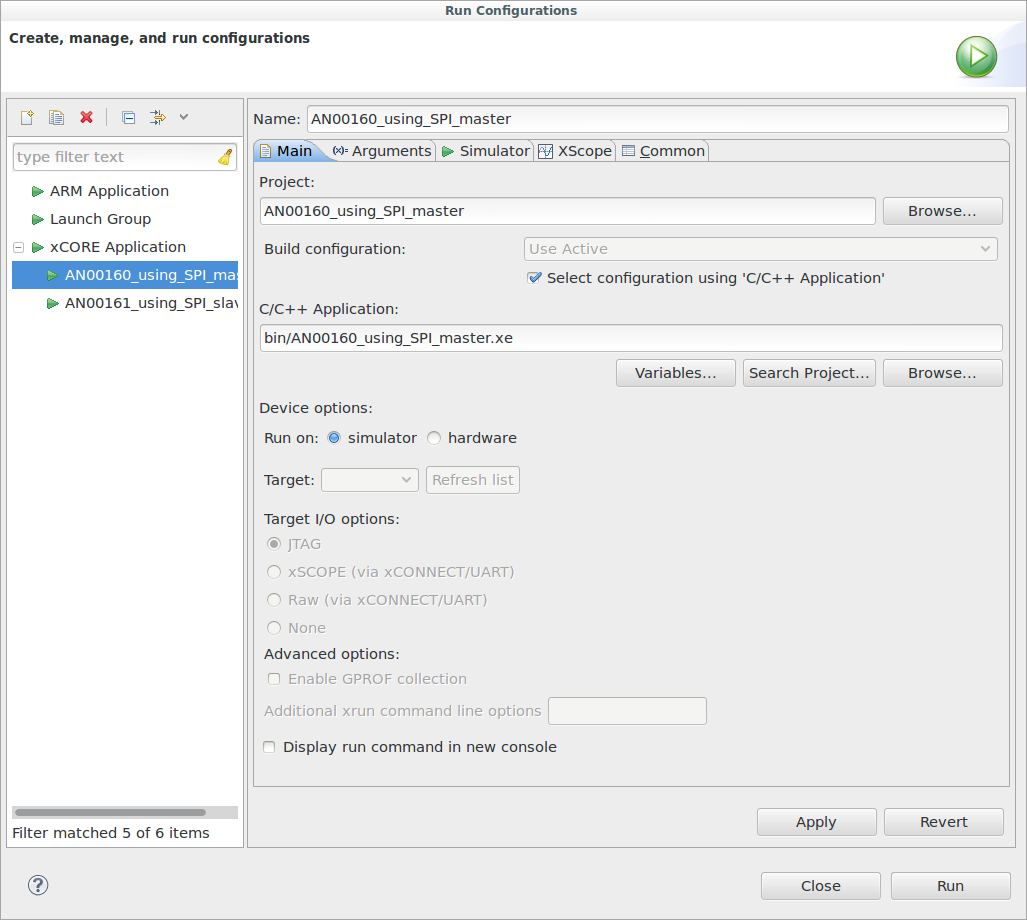 Run Configurations
Create, manage, and run configurations
type filter text
ARM Application
Launch Group
xCORE Application
AN00160_using_SPI_mas
AN00161_using_SPI_slav
Filter matched 5 of 6 items
Name: AN00160_using_SPI_master
Main (x)= Arguments Simulator XScope Common
Project:
AN00160_using_SPI_master Browse...
Build configuration: Use Active
Select configuration using 'C/C++ Application'
C/C++ Application:
bin/AN00160_using_SPI_master.xe
Variables... Search Project... Browse...
Device options:
Run on: simulator hardware
Target: Refresh list
Target I/O options:
JTAG
xSCOPE (via xCONNECT/UART)
Raw (via xCONNECT/UART)
None
Advanced options:
Enable GPROF collection
Additional xrun command line options
Display run command in new console
Apply Revert
? Close Run